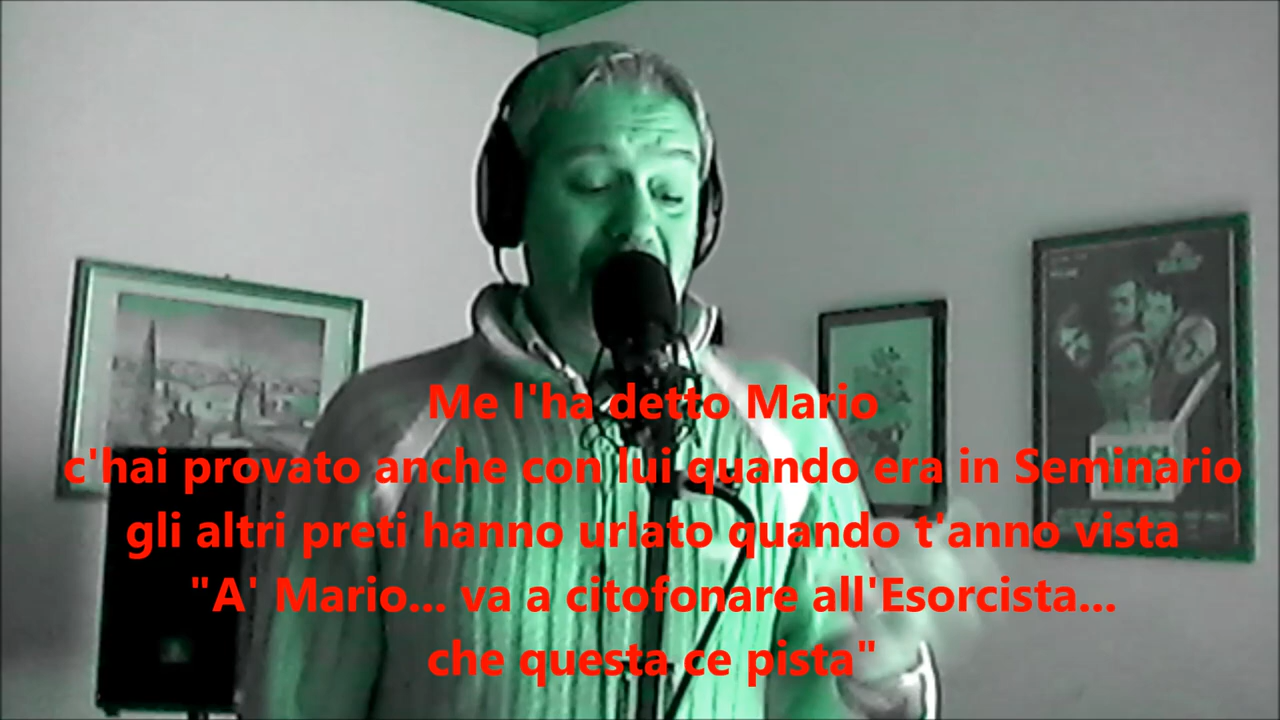 Me l'ha detto Mario
c'hai provato anche con lui quando era in Seminario
gli altri preti hanno urlato quando t'anno vista
"A' Mario... va a citofonare all'Esorcista...
che questa ce pista"